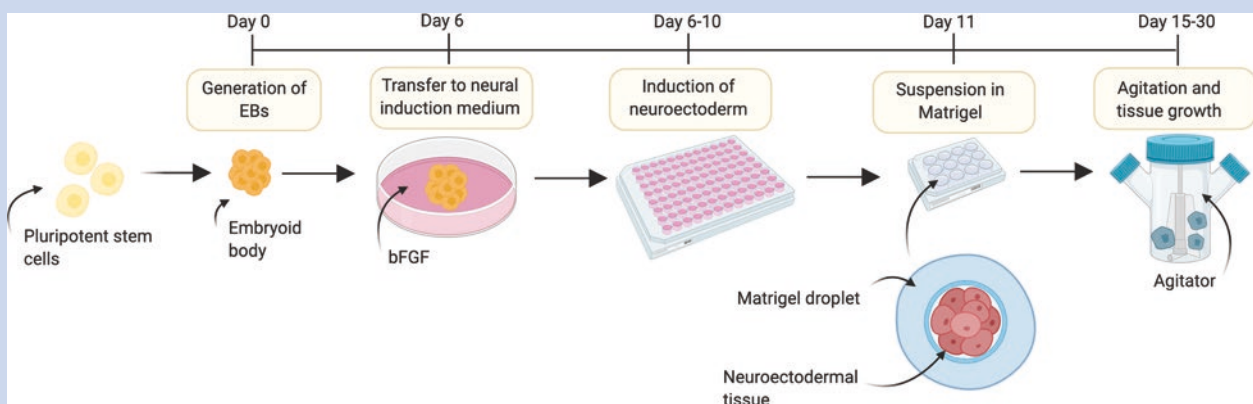 Day 0
Day 6
Day 6-10
Day 11
Day 15-30
Generation of
EBs
Transfer to neural
induction medium
Induction of
neuroectoderm
Suspension in
Matrigel
Agitation and
tissue growth
Pluripotent stem
cells
Embryoid
body
bFGF
Matrigel droplet
Neuroectodermal
tissue
Agitator